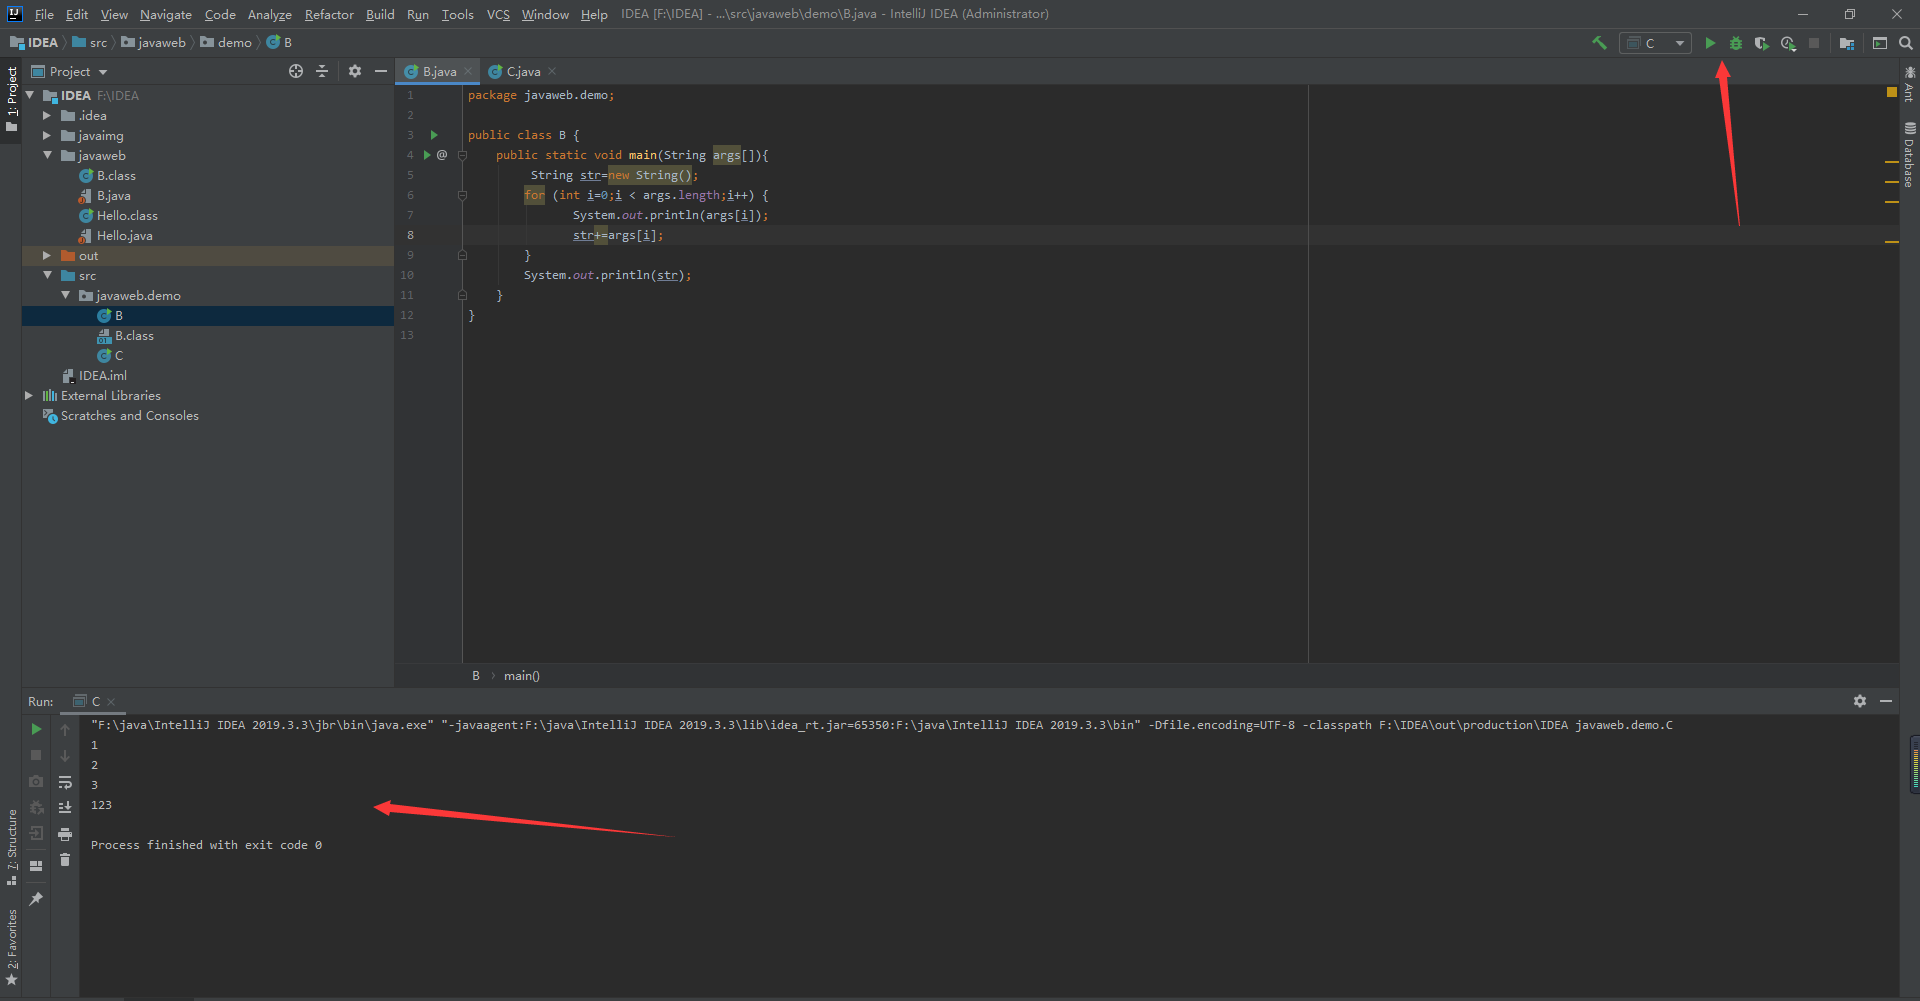 File Edit View Navigate Code Analyze Refactor Build Run Tools VCS Window Help IDEA [F:\IDEA] - ...\src\javaweb\demo\B.java - IntelliJ IDEA (Administrator)
IDEA src javaweb demo B
C
1: Project
Project
B.java
C.java
IDEA F:\IDEA
.idea
javaimg
javaweb
B.class
B.java
Hello.class
Hello.java
out
src
javaweb.demo
B
B.class
C
IDEA.iml
External Libraries
Scratches and Consoles
1 package javaweb.demo;
2
3 public class B {
4 @ public static void main(String args[]){
5 String str=new String();
6 for (int i=0;i < args.length;i++) {
7 System.out.println(args[i]);
8 str+=args[i];
9 }
10 System.out.println(str);
11 }
12 }
13
B main()
Ant
Database
Run: C
"F:\java\IntelliJ IDEA 2019.3.3\jbr\bin\java.exe" "-javaagent:F:\java\IntelliJ IDEA 2019.3.3\lib\idea_rt.jar=65350:F:\java\IntelliJ IDEA 2019.3.3\bin" -Dfile.encoding=UTF-8 -classpath F:\IDEA\out\production\IDEA javaweb.demo.C
1
2
3
123
Process finished with exit code 0
7: Structure
2: Favorites